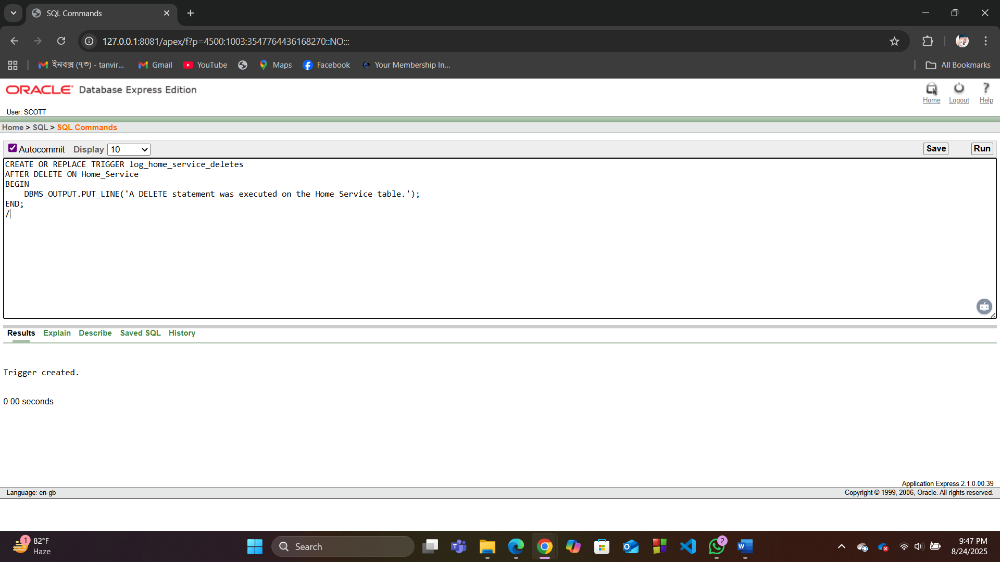 SQL Commands
127.0.0.1:8081/apex/f?p=4500:1003:3547764436168270::NO:::
ইনবক্স (৭৩) - tanvir... Gmail YouTube Maps Facebook Your Membership In... All Bookmarks
ORACLE Database Express Edition
Home Logout Help
User: SCOTT
Home > SQL > SQL Commands
Autocommit Display 10 Save Run
CREATE OR REPLACE TRIGGER log_home_service_deletes
AFTER DELETE ON Home_Service
BEGIN
    DBMS_OUTPUT.PUT_LINE('A DELETE statement was executed on the Home_Service table.');
END;
/
Results Explain Describe Saved SQL History
Trigger created.
0.00 seconds
Application Express 2.1.0.00.39
Language: en-gb Copyright © 1999, 2006, Oracle. All rights reserved.
1 82°F
Haze
Search
2
9:47 PM
8/24/2025